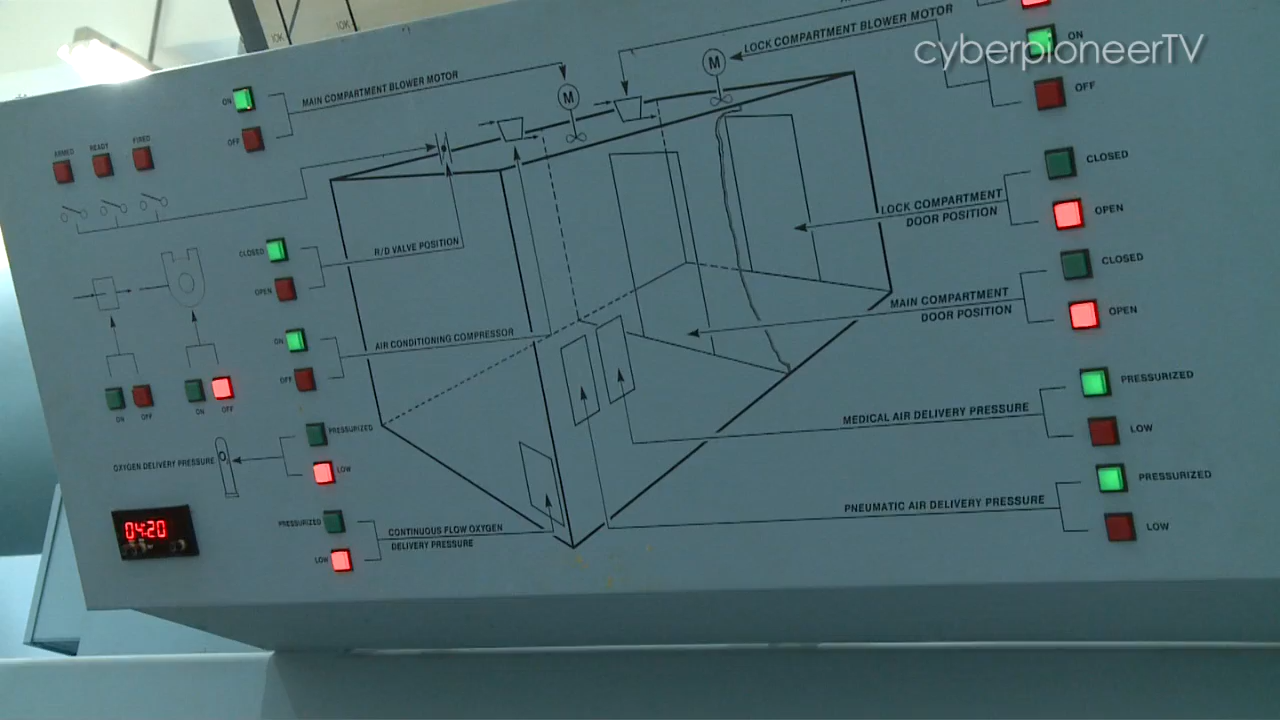 cyberpioneerTV
10K
10K
LOCK COMPARTMENT BLOWER MOTOR
M
ON
OFF
ON
MAIN COMPARTMENT BLOWER MOTOR
M
OFF
ARMED
READY
FIRED
CLOSED
R/D VALVE POSITION
OPEN
CLOSED
LOCK COMPARTMENT
DOOR POSITION
OPEN
CLOSED
MAIN COMPARTMENT
DOOR POSITION
OPEN
ON
AIR CONDITIONING COMPRESSOR
OFF
ON
OFF
ON
OFF
PRESSURIZED
MEDICAL AIR DELIVERY PRESSURE
LOW
PRESSURIZED
OXYGEN DELIVERY PRESSURE
LOW
PRESSURIZED
PNEUMATIC AIR DELIVERY PRESSURE
LOW
PRESSURIZED
CONTINUOUS FLOW OXYGEN
DELIVERY PRESSURE
LOW
04:20